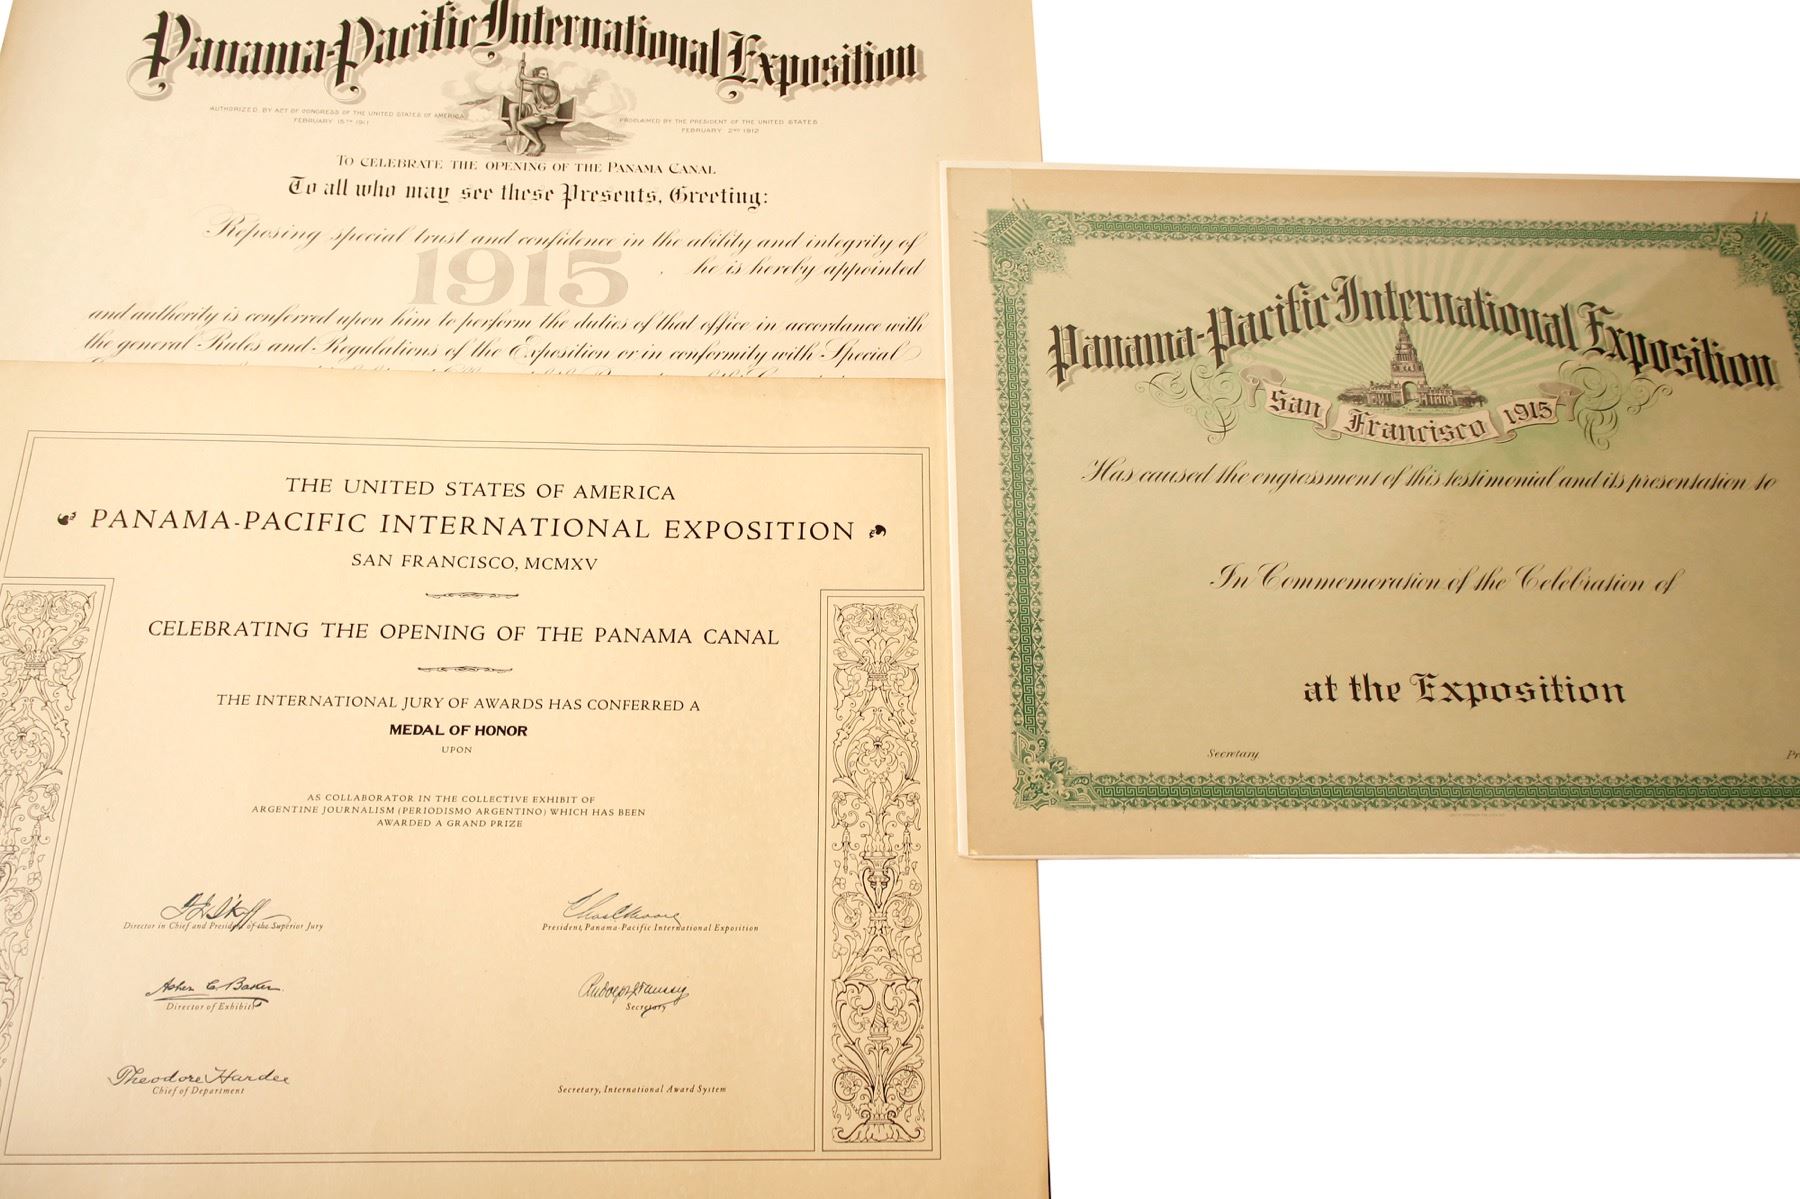 Panama-Pacific International Exposition
AUTHORIZED BY ACT OF CONGRESS OF THE UNITED STATES OF AMERICA
FEBRUARY 15TH 1911
PROCLAIMED BY THE PRESIDENT OF THE UNITED STATES
FEBRUARY 2ND 1912
TO CELEBRATE THE OPENING OF THE PANAMA CANAL
To all who may see these Presents, Greeting:
Reposing special trust and confidence in the ability and integrity of
1915
, he is hereby appointed
and authority is conferred upon him to perform the duties of that office in accordance with
the general Rules and Regulations of the Exposition or in conformity with Special
THE UNITED STATES OF AMERICA
PANAMA-PACIFIC INTERNATIONAL EXPOSITION
SAN FRANCISCO, MCMXV
CELEBRATING THE OPENING OF THE PANAMA CANAL
THE INTERNATIONAL JURY OF AWARDS HAS CONFERRED A
MEDAL OF HONOR
UPON
AS COLLABORATOR IN THE COLLECTIVE EXHIBIT OF
ARGENTINE JOURNALISM (PERIODISMO ARGENTINO) WHICH HAS BEEN
AWARDED A GRAND PRIZE
Director in Chief and President of the Superior Jury
Chas C Moore
President, Panama-Pacific International Exposition
Asher C. Baker
Director of Exhibits
Rudolph Taussig
Secretary
Theodore Hardee
Chief of Department
Secretary, International Award System
Panama-Pacific International Exposition
San Francisco 1915
Has caused the engrossment of this testimonial and its presentation to
In Commemoration of the Celebration of
at the Exposition
Secretary
Pr